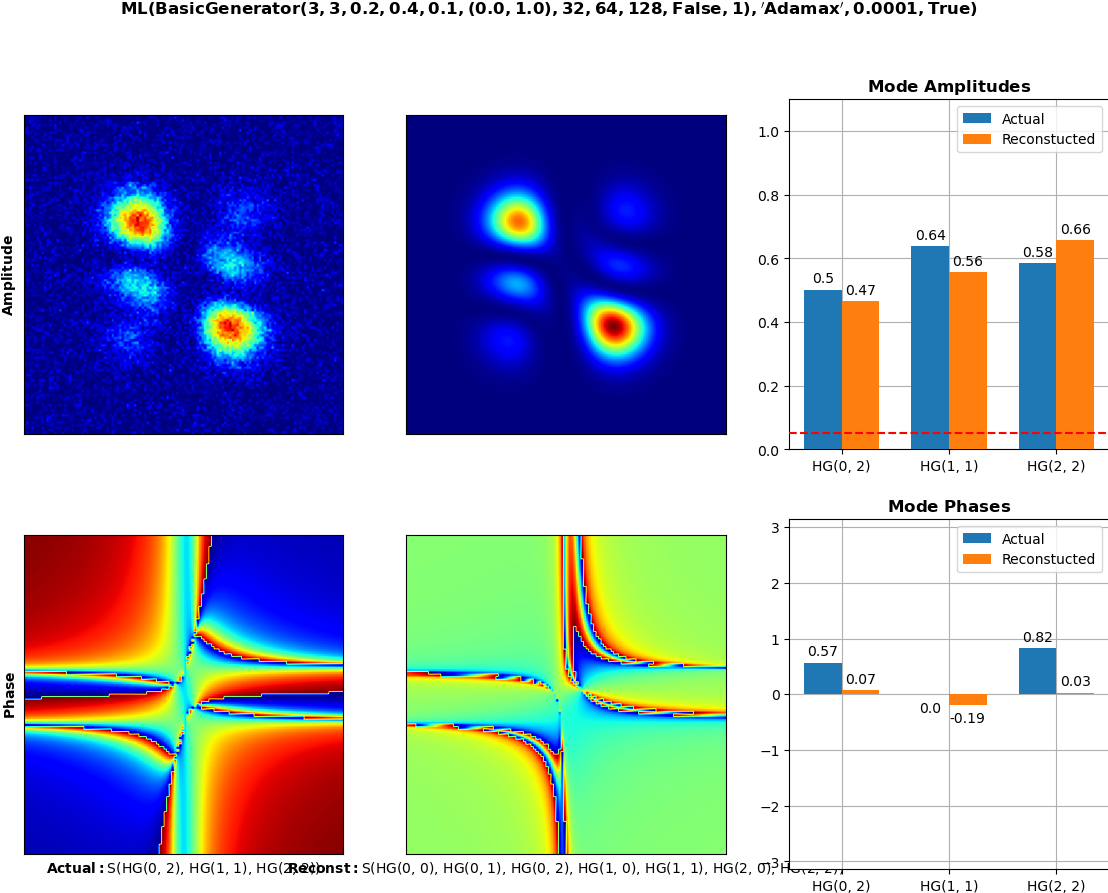 ML(BasicGenerator(3, 3, 0.2, 0.4, 0.1, (0.0, 1.0), 32, 64, 128, False, 1), ′Adamax′, 0.0001, True)
Amplitude
Mode Amplitudes
Actual
Reconstucted
1.0
0.8
0.6
0.4
0.2
0.0
0.5
0.47
0.64
0.56
0.58
0.66
HG(0, 2)
HG(1, 1)
HG(2, 2)
Phase
Mode Phases
Actual
Reconstucted
3
2
1
0
−1
−2
−3
0.57
0.07
0.0
-0.19
0.82
0.03
HG(0, 2)
HG(1, 1)
HG(2, 2)
Actual: S(HG(0, 2), HG(1, 1), HG(2, 2))
Reconst: S(HG(0, 0), HG(0, 1), HG(0, 2), HG(1, 0), HG(1, 1), HG(2, 0), HG(2, 2))